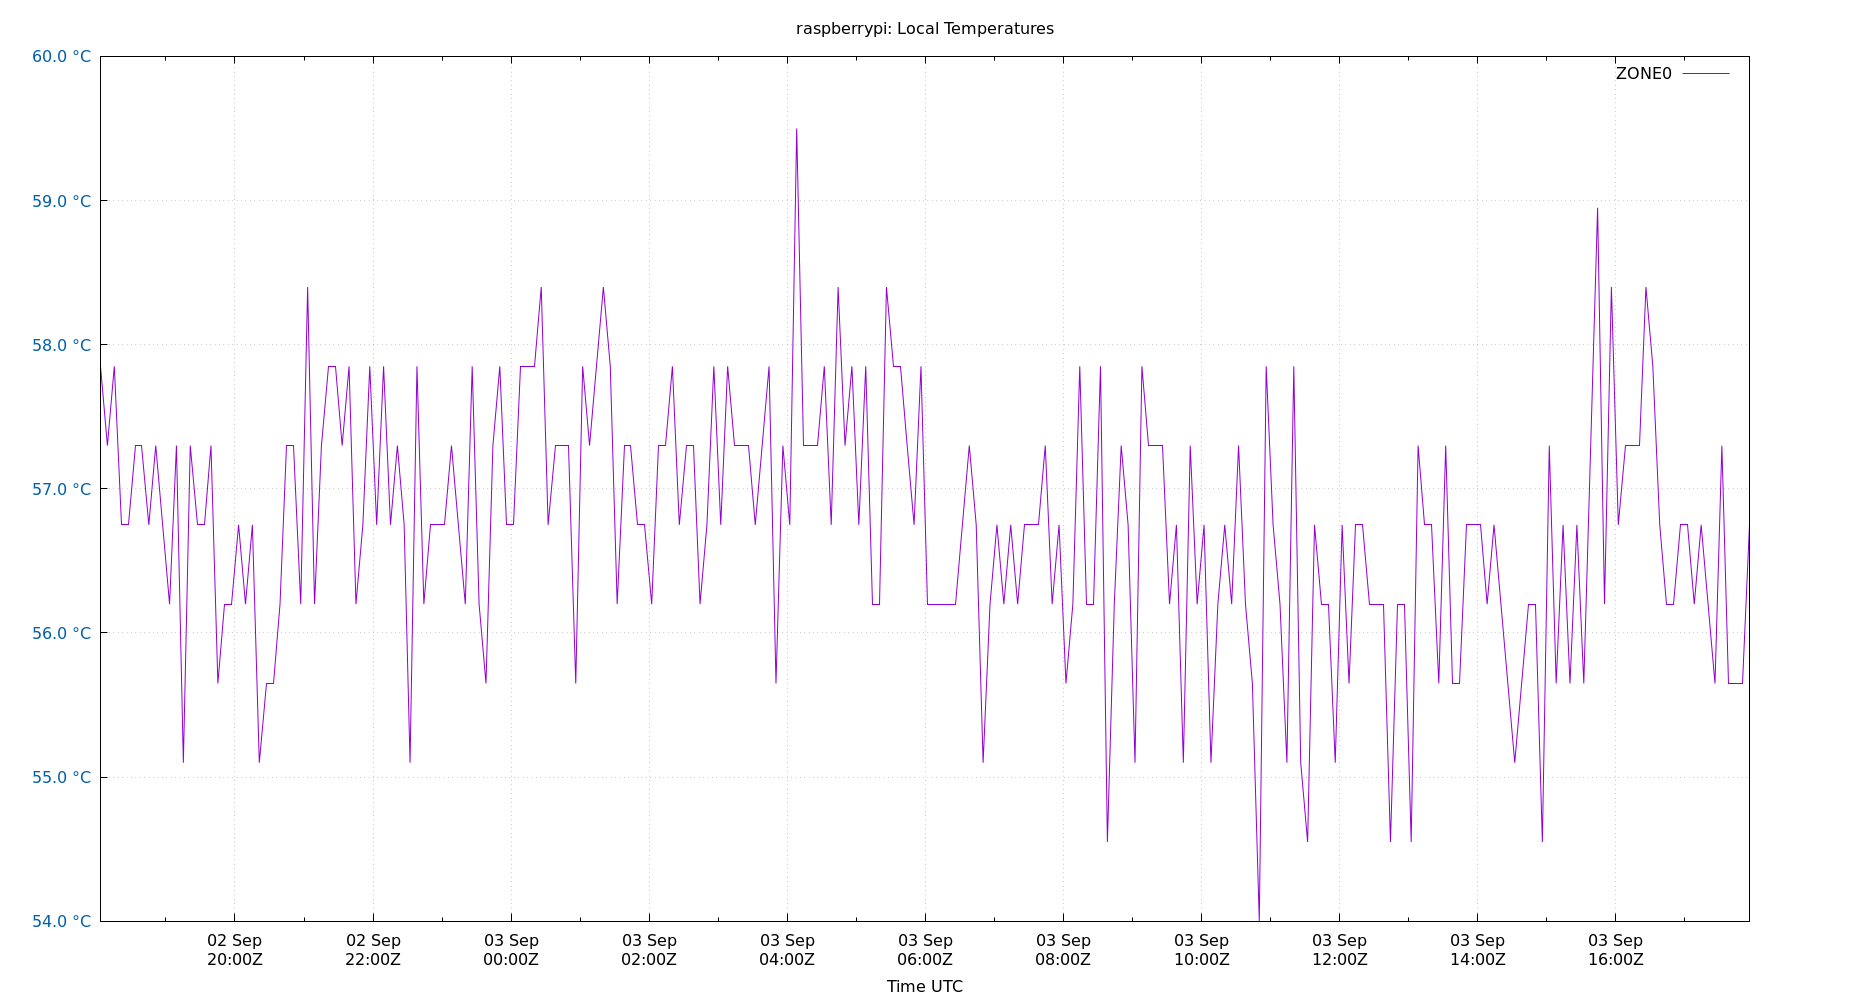 raspberrypi: Local Temperatures
60.0 °C
ZONE0
59.0 °C
58.0 °C
57.0 °C
56.0 °C
55.0 °C
54.0 °C
02 Sep 02 Sep 03 Sep 03 Sep 03 Sep 03 Sep 03 Sep 03 Sep 03 Sep 03 Sep 03 Sep
20:00Z 22:00Z 00:00Z 02:00Z 04:00Z 06:00Z 08:00Z 10:00Z 12:00Z 14:00Z 16:00Z
Time UTC